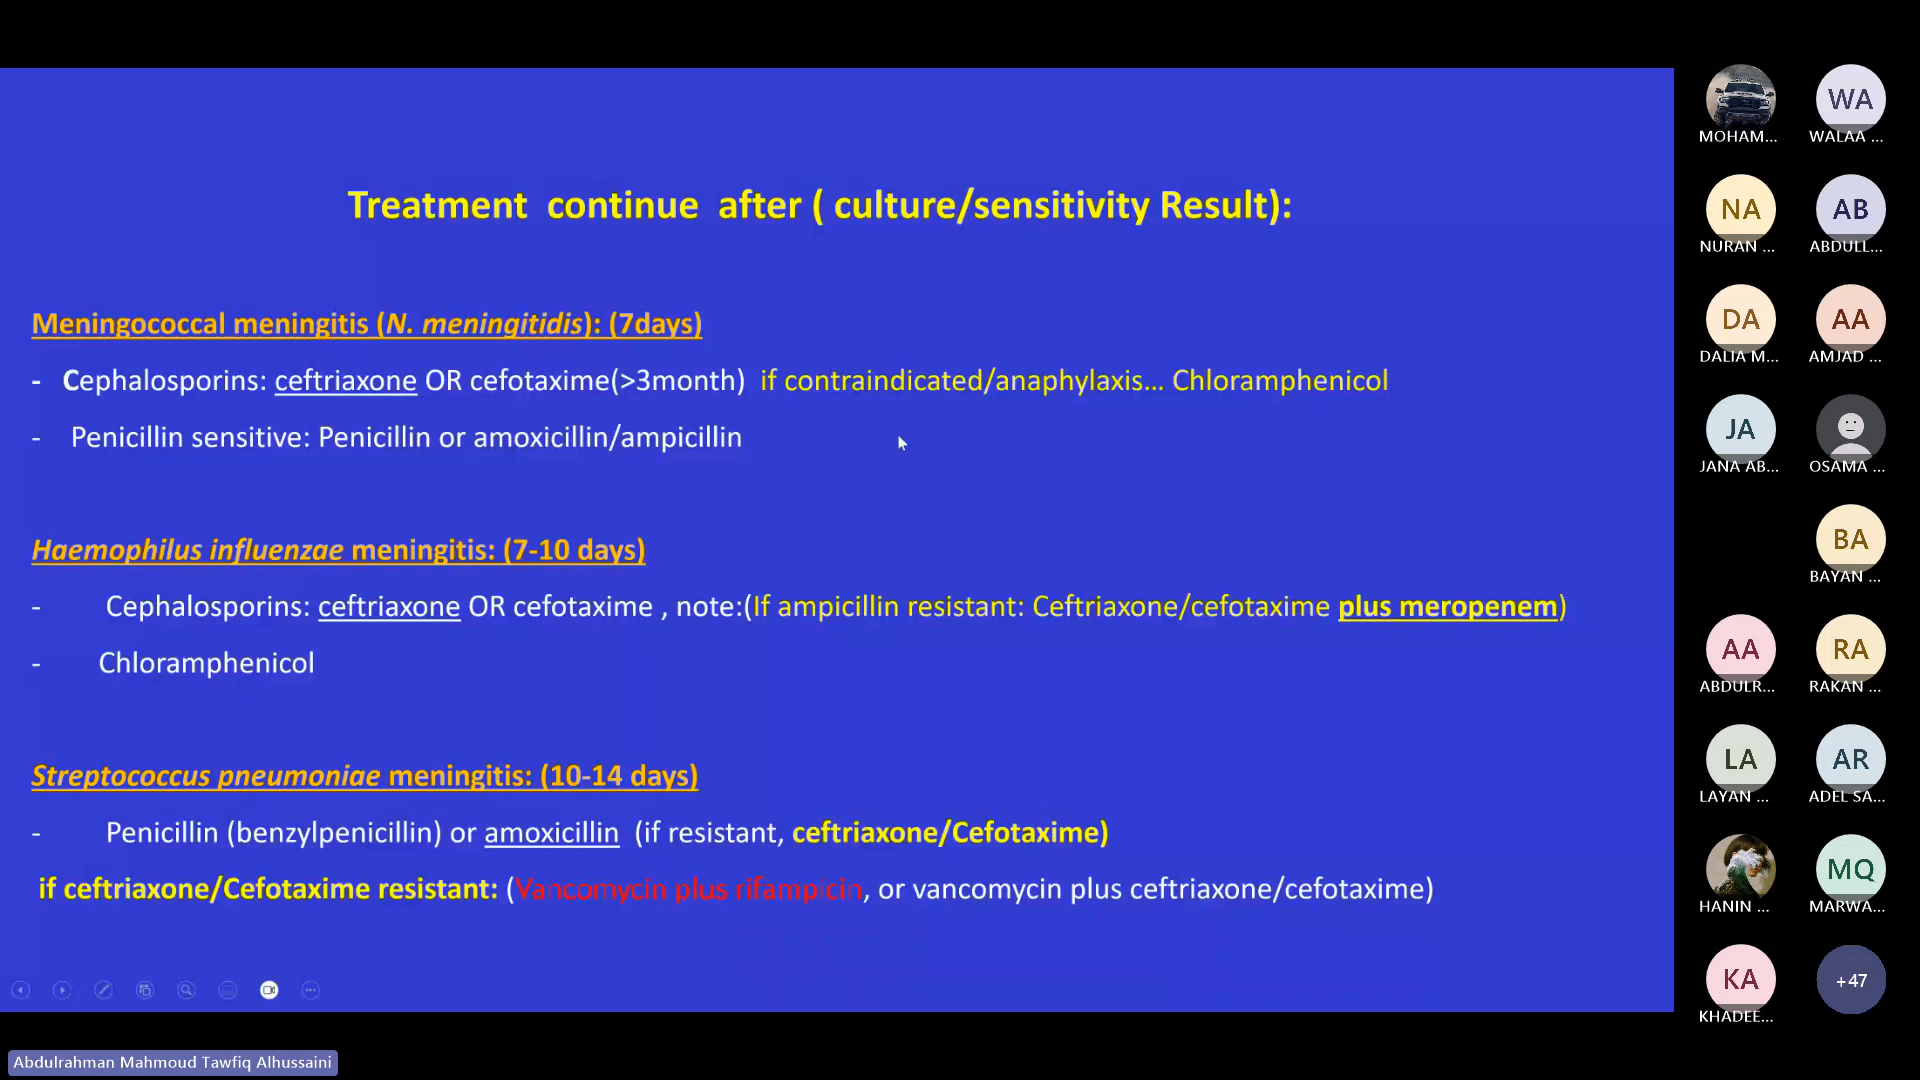 Treatment continue after ( culture/sensitivity Result):
Meningococcal meningitis (N. meningitidis): (7days)
- Cephalosporins: ceftriaxone OR cefotaxime(>3month) if contraindicated/anaphylaxis... Chloramphenicol
- Penicillin sensitive: Penicillin or amoxicillin/ampicillin
Haemophilus influenzae meningitis: (7-10 days)
- Cephalosporins: ceftriaxone OR cefotaxime , note:(If ampicillin resistant: Ceftriaxone/cefotaxime plus meropenem)
- Chloramphenicol
Streptococcus pneumoniae meningitis: (10-14 days)
- Penicillin (benzylpenicillin) or amoxicillin (if resistant, ceftriaxone/Cefotaxime)
if ceftriaxone/Cefotaxime resistant: (Vancomycin plus rifampicin, or vancomycin plus ceftriaxone/cefotaxime)
Abdulrahman Mahmoud Tawfiq Alhussaini
MOHAM...
WA
WALAA ...
NA
NURAN ...
AB
ABDULL...
DA
DALIA M...
AA
AMJAD ...
JA
JANA AB...
OSAMA ...
BA
BAYAN ...
AA
ABDULR...
RA
RAKAN ...
LA
LAYAN ...
AR
ADEL SA...
HANIN ...
MQ
MARWA...
KA
KHADEE...
+47